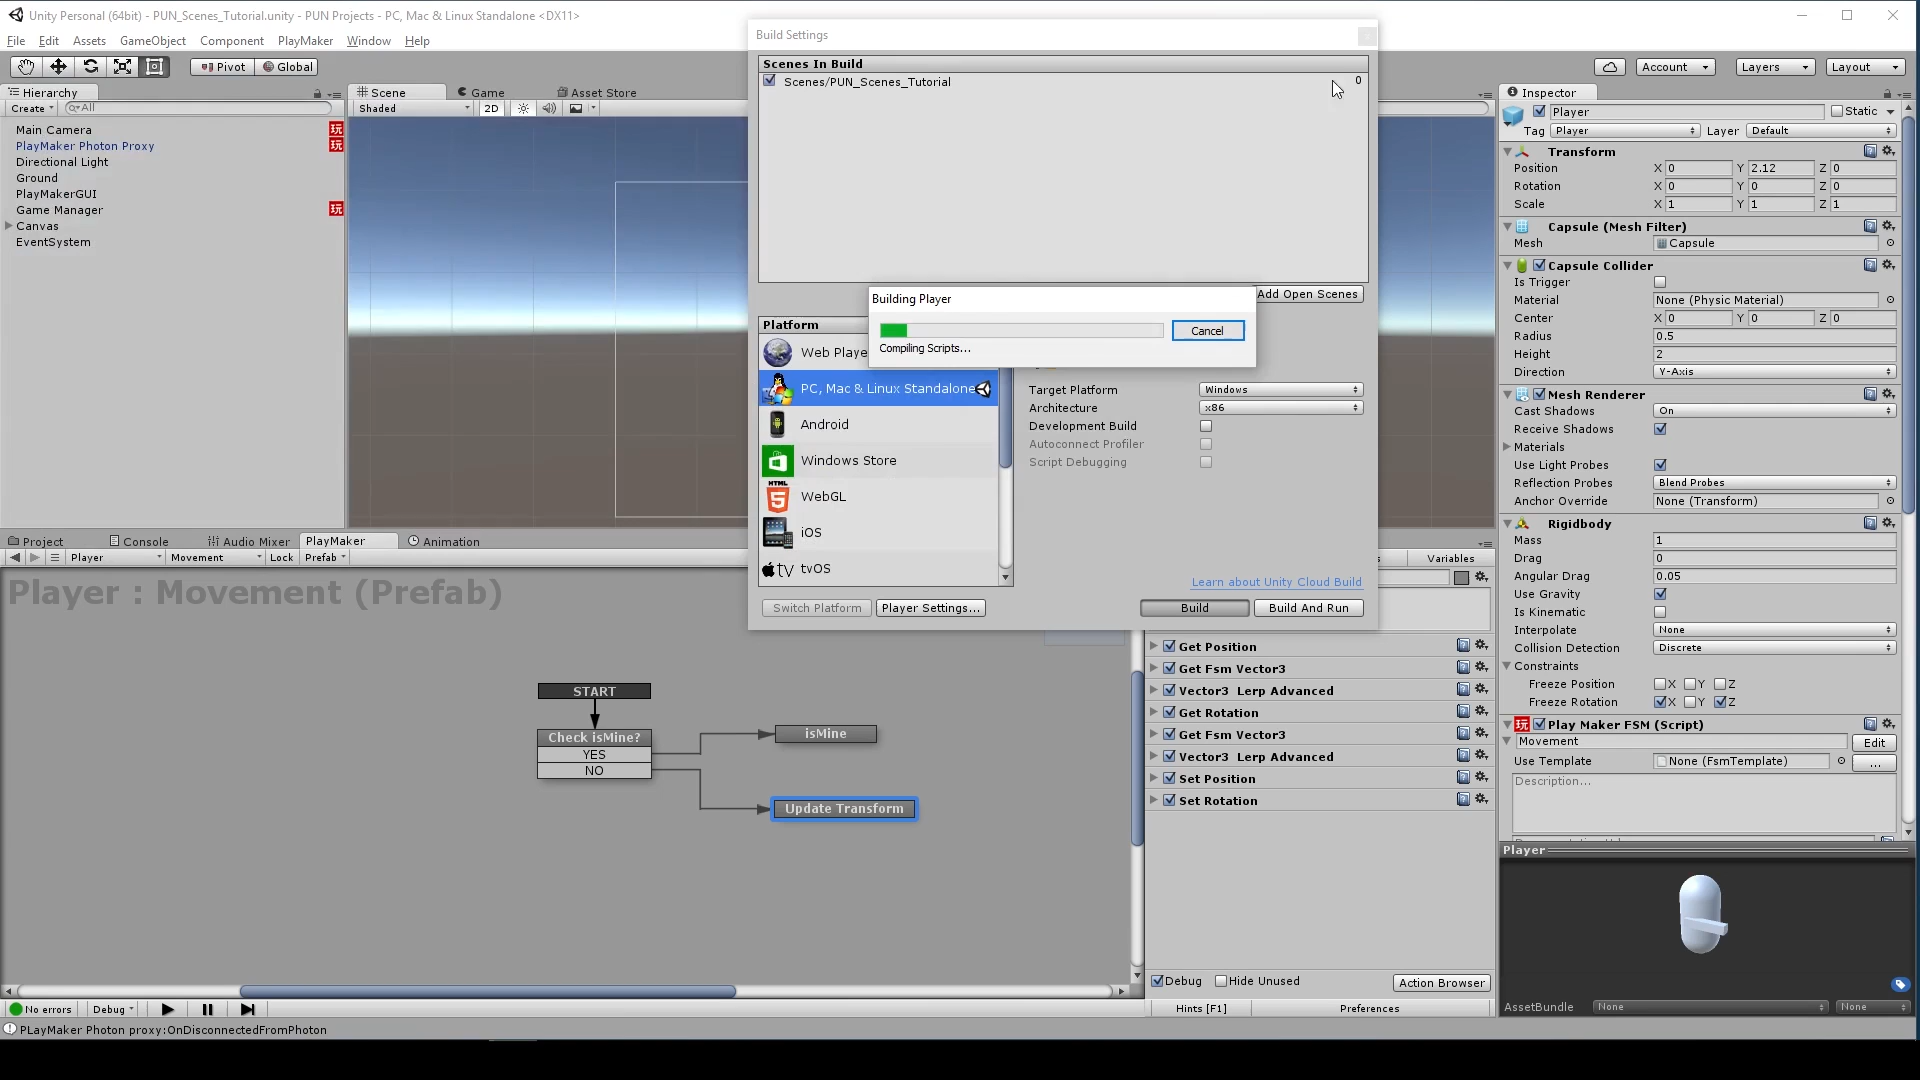 Unity Personal (64bit) - PUN_Scenes_Tutorial.unity - PUN Projects - PC, Mac & Linux Standalone <DX11>
File Edit Assets GameObject Component PlayMaker Window Help
Pivot Global
Account Layers Layout
Hierarchy
Create All
Main Camera 玩
PlayMaker Photon Proxy 玩
Directional Light
Ground
PlayMakerGUI
Game Manager 玩
Canvas
EventSystem
Scene Game Asset Store
Shaded 2D
Build Settings
Scenes In Build
Scenes/PUN_Scenes_Tutorial 0
Add Open Scenes
Building Player
Cancel
Compiling Scripts...
Platform
Web Playe
PC, Mac & Linux Standalone
Android
Windows Store
HTML
5
WebGL
iOS
tv tvOS
Target Platform Windows
Architecture x86
Development Build
Autoconnect Profiler
Script Debugging
Learn about Unity Cloud Build
Switch Platform Player Settings... Build Build And Run
Inspector
Player Static
Tag Player Layer Default
Transform
Position X 0 Y 2.12 Z 0
Rotation X 0 Y 0 Z 0
Scale X 1 Y 1 Z 1
Capsule (Mesh Filter)
Mesh Capsule
Capsule Collider
Is Trigger
Material None (Physic Material)
Center X 0 Y 0 Z 0
Radius 0.5
Height 2
Direction Y-Axis
Mesh Renderer
Cast Shadows On
Receive Shadows
Materials
Use Light Probes
Reflection Probes Blend Probes
Anchor Override None (Transform)
Rigidbody
Mass 1
Drag 0
Angular Drag 0.05
Use Gravity
Is Kinematic
Interpolate None
Collision Detection Discrete
Constraints
Freeze Position X Y Z
Freeze Rotation X Y Z
玩 Play Maker FSM (Script)
Movement Edit
Use Template None (FsmTemplate) ...
Description...
Player
AssetBundle None None
Project Console Audio Mixer PlayMaker Animation
Player Movement Lock Prefab
Player : Movement (Prefab)
START
Check isMine?
YES
NO
isMine
Update Transform
Variables
Get Position
Get Fsm Vector3
Vector3 Lerp Advanced
Get Rotation
Get Fsm Vector3
Vector3 Lerp Advanced
Set Position
Set Rotation
Debug Hide Unused Action Browser
Hints [F1] Preferences
No errors Debug
PLayMaker Photon proxy:OnDisconnectedFromPhoton